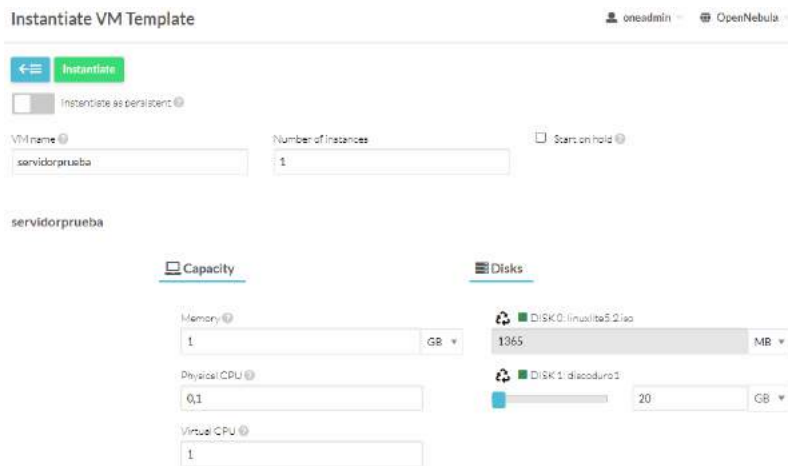 Instantiate VM Template
oneadmin
OpenNebula
Instantiate
Instantiate as persistent
VM name
Number of instances
Start on hold
servidorprueba
1
servidorprueba
Capacity
Disks
Memory
DISK 0: linuxlite5.2.iso
1
GB
1365
MB
Physical CPU
DISK 1: discoduro1
0,1
20
GB
Virtual CPU
1